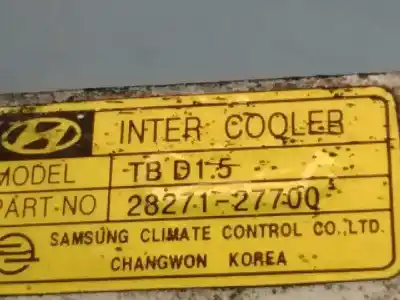 INTER COOLER
MODEL TB D1.5
PART-NO 28271-27700
SAMSUNG CLIMATE CONTROL CO., LTD.
CHANGWON KOREA